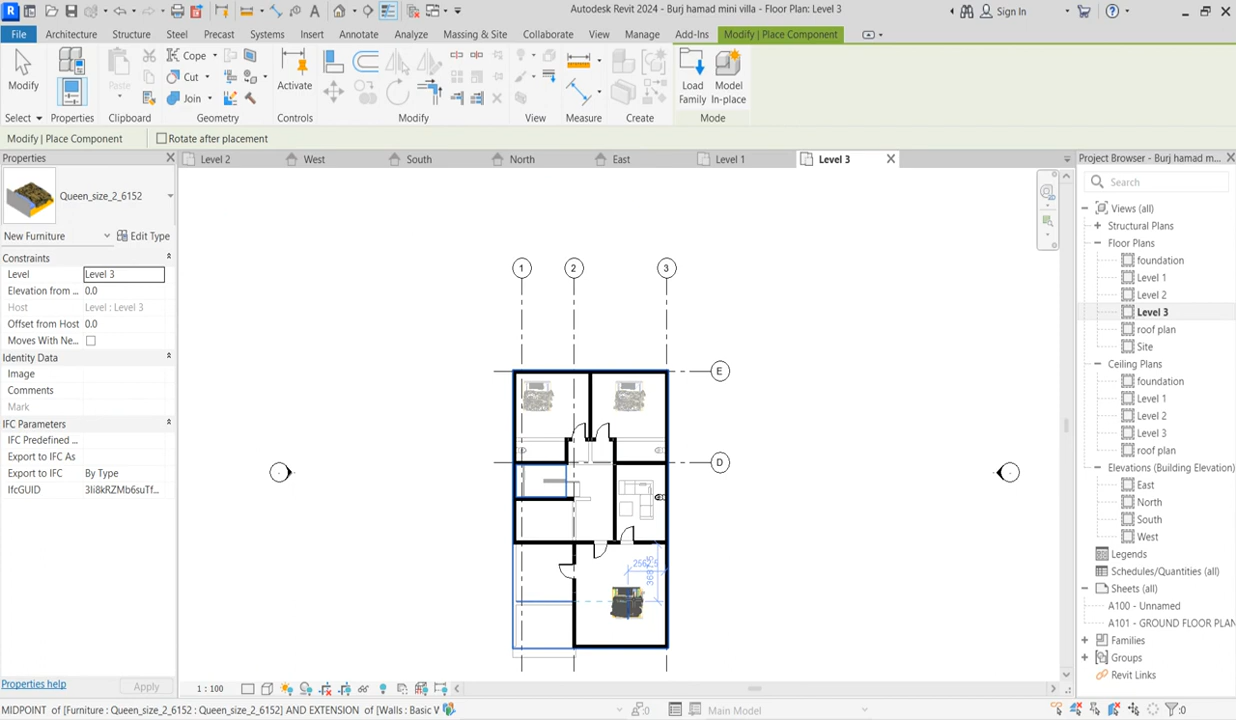 Autodesk Revit 2024 - Burj hamad mini villa - Floor Plan: Level 3
Sign In
File Architecture Structure Steel Precast Systems Insert Annotate Analyze Massing & Site Collaborate View Manage Add-Ins Modify | Place Component
Modify
Paste
Cope
Cut
Join
Activate
Load Family
Model In-place
Select Properties Clipboard Geometry Controls Modify View Measure Create Mode
Modify | Place Component Rotate after placement
Properties
Level 2 West South North East Level 1 Level 3
Project Browser - Burj hamad m...
Queen_size_2_6152
New Furniture Edit Type
Constraints
Level Level 3
Elevation from ... 0.0
Host Level : Level 3
Offset from Host 0.0
Moves With Ne...
Identity Data
Image
Comments
Mark
IFC Parameters
IFC Predefined ...
Export to IFC As
Export to IFC By Type
IfcGUID 3Ii8kRZMb6suTf...
Properties help Apply
1 2 3
E
D
Search
Views (all)
Structural Plans
Floor Plans
foundation
Level 1
Level 2
Level 3
roof plan
Site
Ceiling Plans
foundation
Level 1
Level 2
Level 3
roof plan
Elevations (Building Elevation)
East
North
South
West
Legends
Schedules/Quantities (all)
Sheets (all)
A100 - Unnamed
A101 - GROUND FLOOR PLAN
Families
Groups
Revit Links
1 : 100
MIDPOINT of [Furniture : Queen_size_2_6152 : Queen_size_2_6152] AND EXTENSION of [Walls : Basic V
:0 Main Model :0